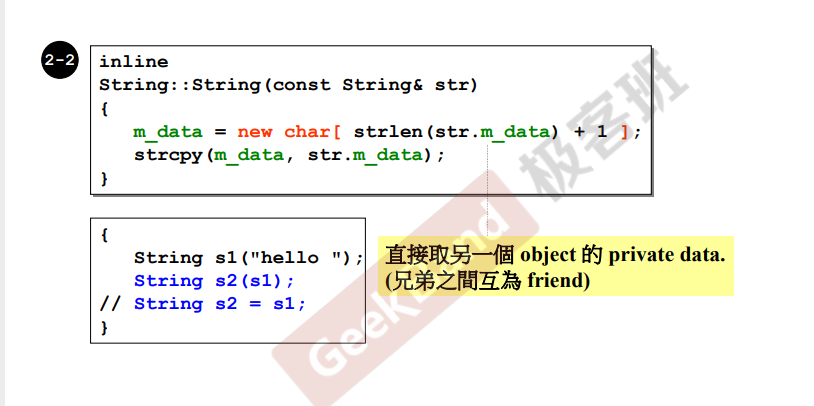 2-2
inline
String::String(const String& str)
{
m_data = new char[ strlen(str.m_data) + 1 ];
strcpy(m_data, str.m_data);
}
{
String s1("hello ");
String s2(s1);
// String s2 = s1;
}
直接取另一個 object 的 private data.
(兄弟之間互為 friend)
GeekBand 极客班